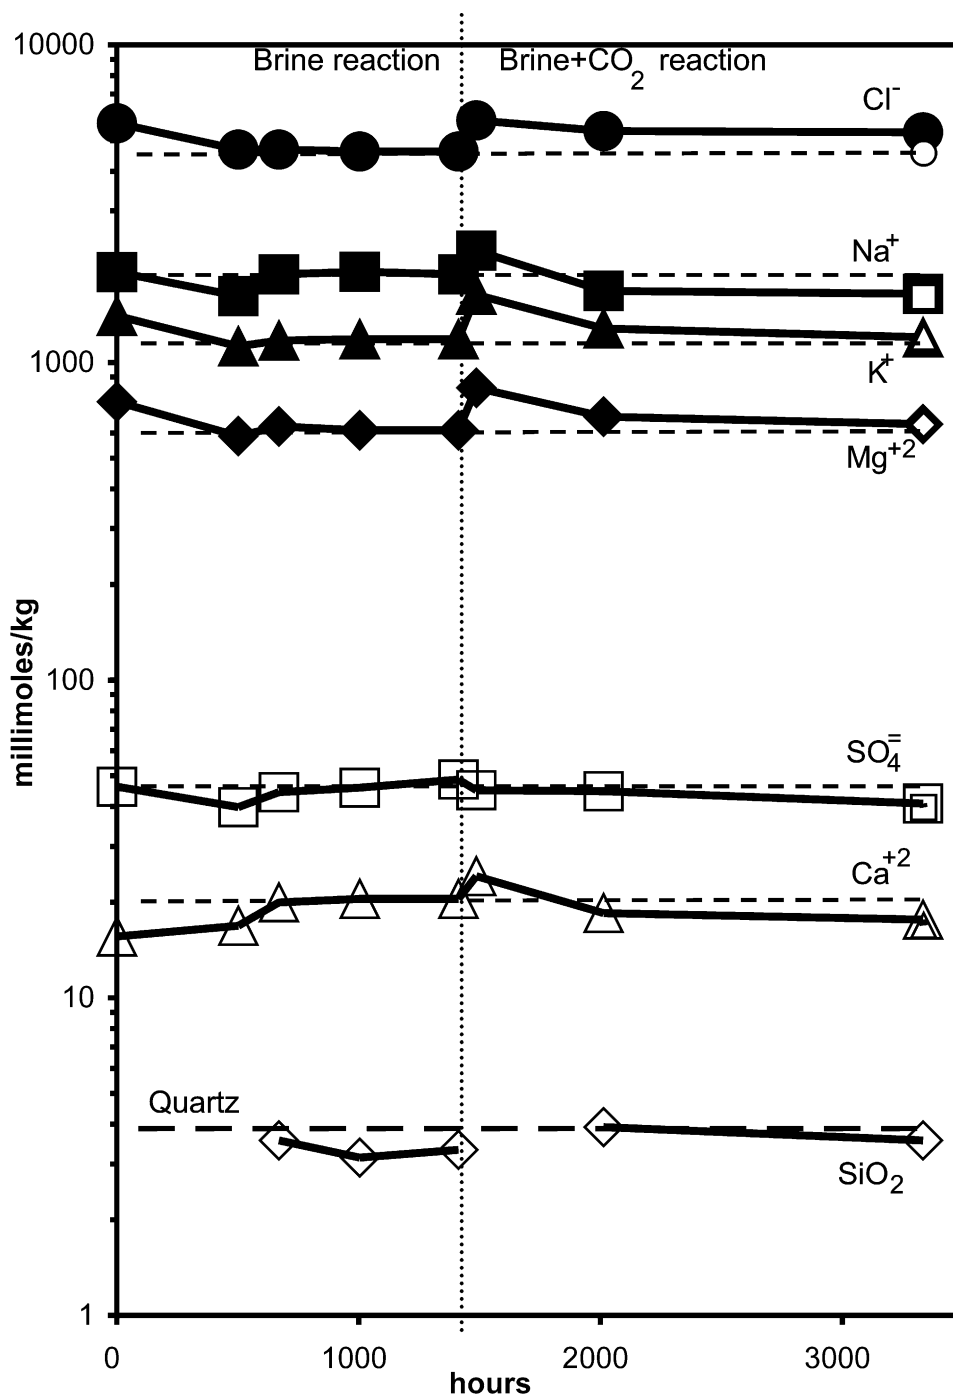 10000
Brine reaction
Brine+CO₂ reaction
Cl⁻
Na⁺
1000
K⁺
Mg⁺²
millimoles/kg
100
SO₄⁼
Ca⁺²
10
Quartz
SiO₂
1
0 1000 2000 3000
hours